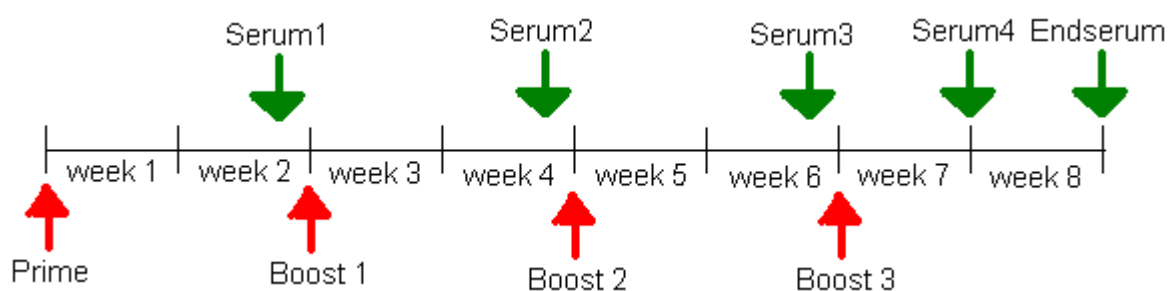 Serum1 Serum2 Serum3 Serum4 Endserum
week 1 week 2 week 3 week 4 week 5 week 6 week 7 week 8
Prime Boost 1 Boost 2 Boost 3